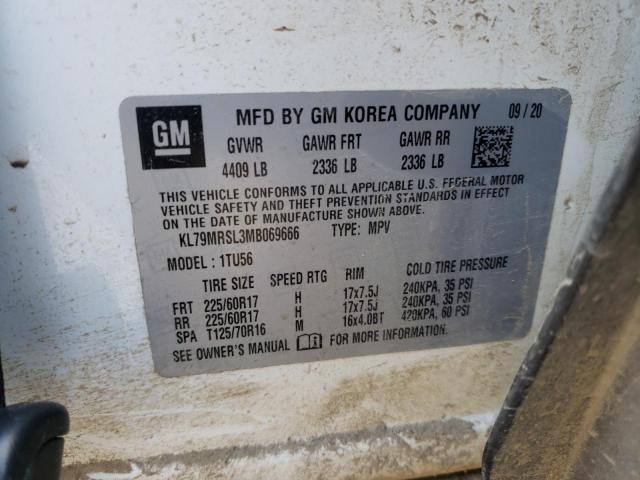 GM MFD BY GM KOREA COMPANY 09/20
GVWR GAWR FRT GAWR RR
4409 LB 2336 LB 2336 LB
THIS VEHICLE CONFORMS TO ALL APPLICABLE U.S. FEDERAL MOTOR
VEHICLE SAFETY AND THEFT PREVENTION STANDARDS IN EFFECT
ON THE DATE OF MANUFACTURE SHOWN ABOVE.
KL79MRSL3MB069666 TYPE: MPV
MODEL: 1TU56
TIRE SIZE SPEED RTG RIM COLD TIRE PRESSURE
FRT 225/60R17 H 17x7.5J 240KPA, 35 PSI
RR 225/60R17 H 17x7.5J 240KPA, 35 PSI
SPA T125/70R16 M 16x4.0BT 420KPA, 60 PSI
SEE OWNER'S MANUAL FOR MORE INFORMATION.